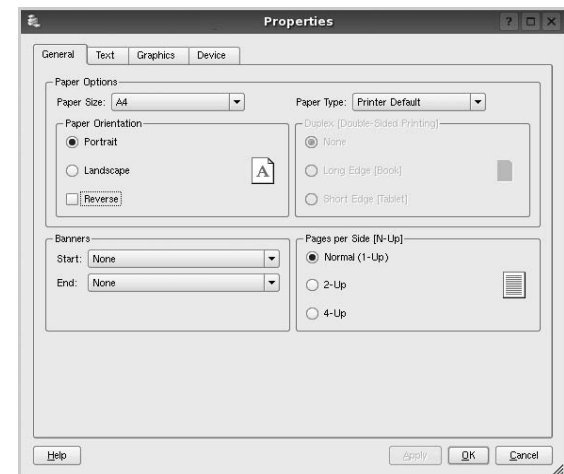 Properties
General Text Graphics Device
Paper Options
Paper Size: A4
Paper Type: Printer Default
Paper Orientation
Portrait
Landscape
Reverse
A
Duplex [Double-Sided Printing]
None
Long Edge [Book]
Short Edge [Tablet]
Banners
Start: None
End: None
Pages per Side [N-Up]
Normal (1-Up)
2-Up
4-Up
Help Apply OK Cancel